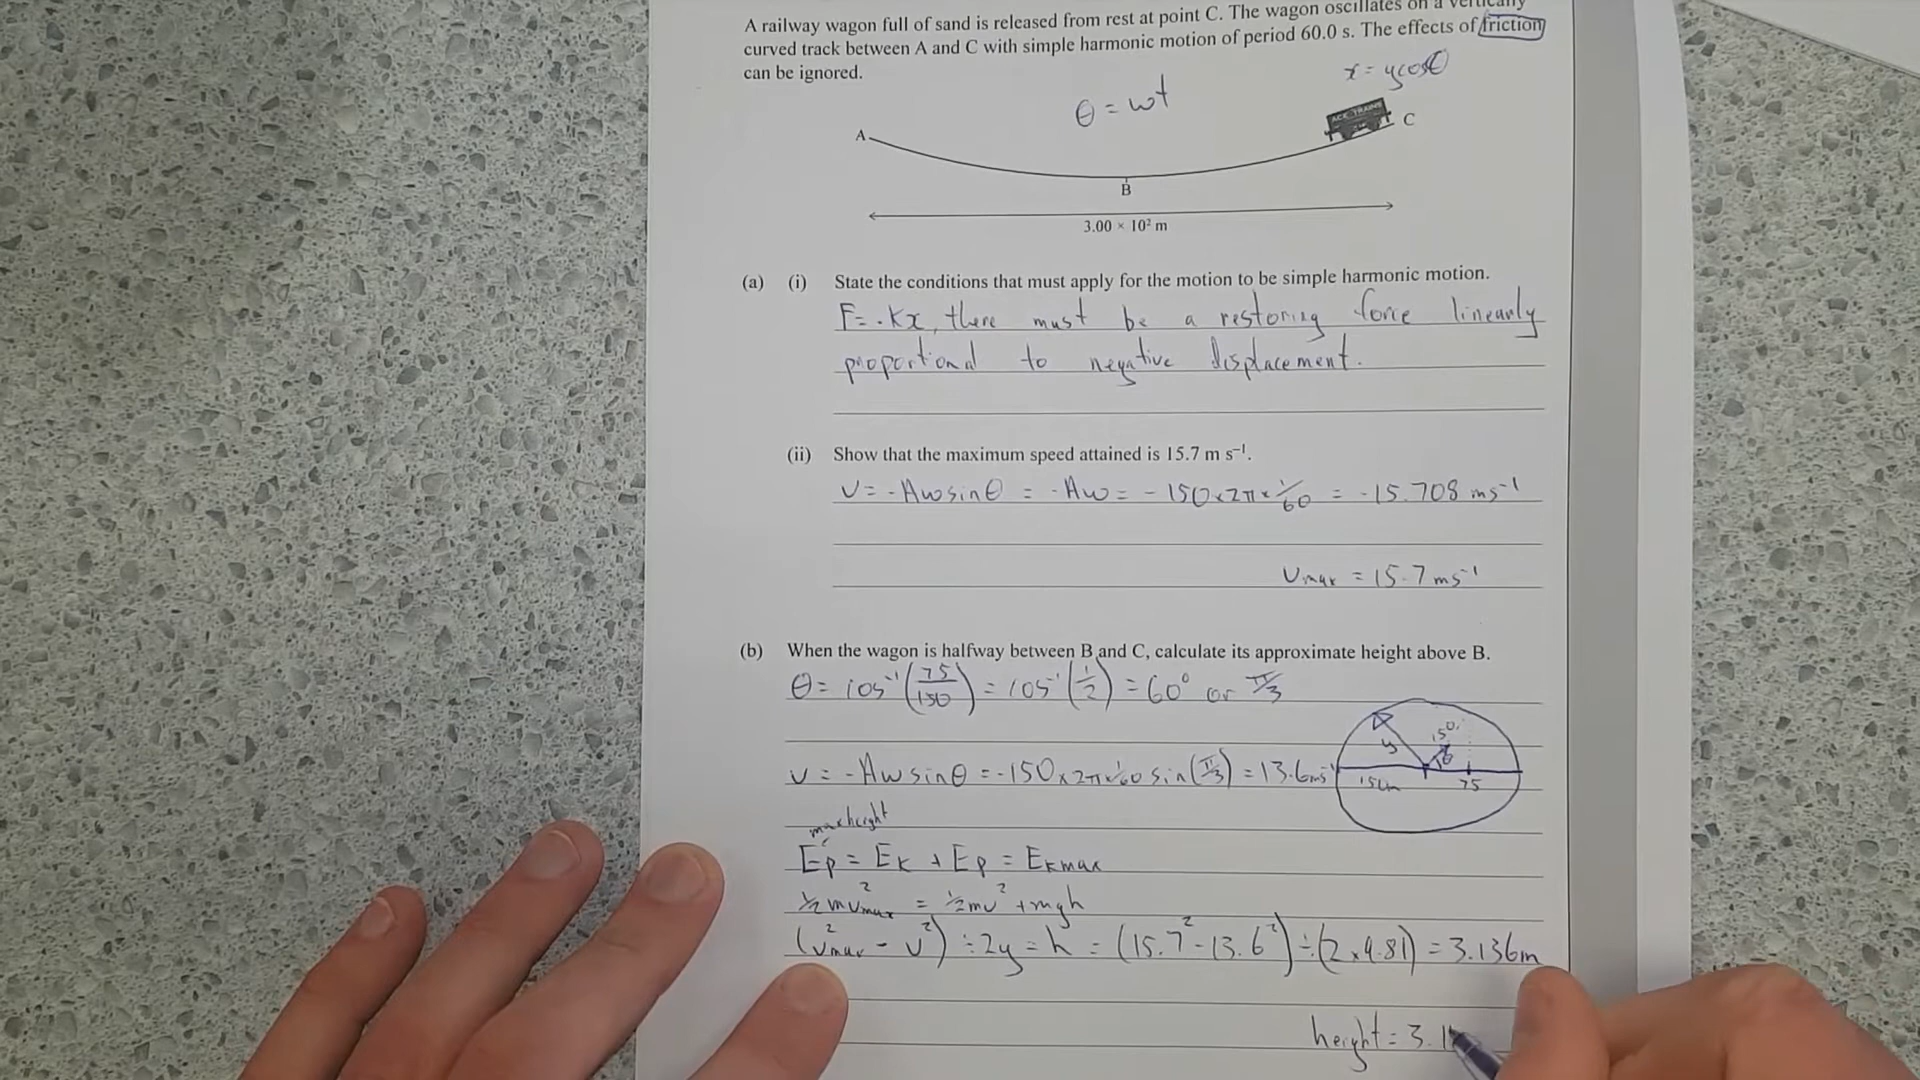 A railway wagon full of sand is released from rest at point C. The wagon oscillates on a vertically
curved track between A and C with simple harmonic motion of period 60.0 s. The effects of friction
can be ignored.
x = ycosθ
θ = ωt
ACE TRAINS
A
C
B
3.00 × 10² m
(a) (i) State the conditions that must apply for the motion to be simple harmonic motion.
F = -Kx, there must be a restoring force linearly
proportional to negative displacement.
(ii) Show that the maximum speed attained is 15.7 m s⁻¹.
V = -Aωsinθ = -Aω = -150×2π×1/60 = -15.708 ms⁻¹
Vmax = 15.7 ms⁻¹
(b) When the wagon is halfway between B and C, calculate its approximate height above B.
θ = cos⁻¹(75/150) = cos⁻¹(1/2) = 60° or π/3
y
150
θ
75
v = -Aωsinθ = -150×2π×1/60 sin(π/3) = 13.6ms⁻¹
max height
Ep = Ek + Ep = Ekmax
1/2mvmax² = 1/2mv² + mgh
(vmax² - v²) ÷ 2g = h = (15.7² - 13.6²) ÷ (2×9.81) = 3.136m
height = 3.1